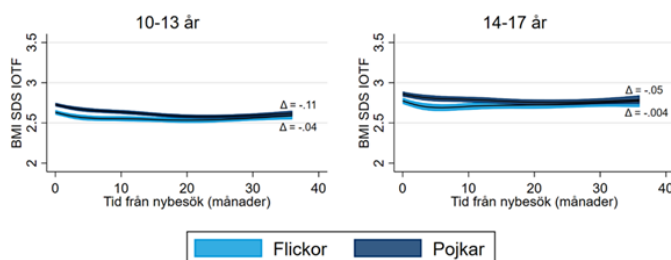 10-13 år
14-17 år
BMI SDS IOTF
3.5
3
2.5
2
Δ = -.11
Δ = -.04
0
10
20
30
40
Tid från nybesök (månader)
BMI SDS IOTF
3.5
3
2.5
2
Δ = -.05
Δ = -.004
0
10
20
30
40
Tid från nybesök (månader)
Flickor
Pojkar